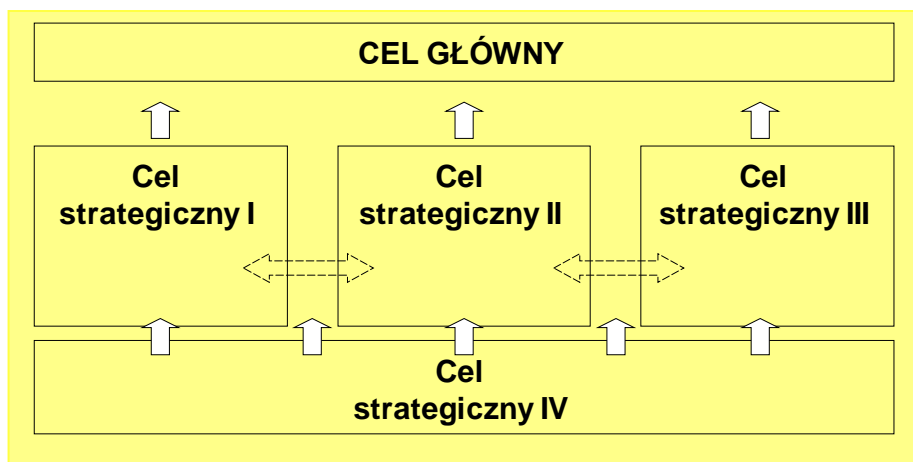 CEL GŁÓWNY
Cel
strategiczny I
Cel
strategiczny II
Cel
strategiczny III
Cel
strategiczny IV